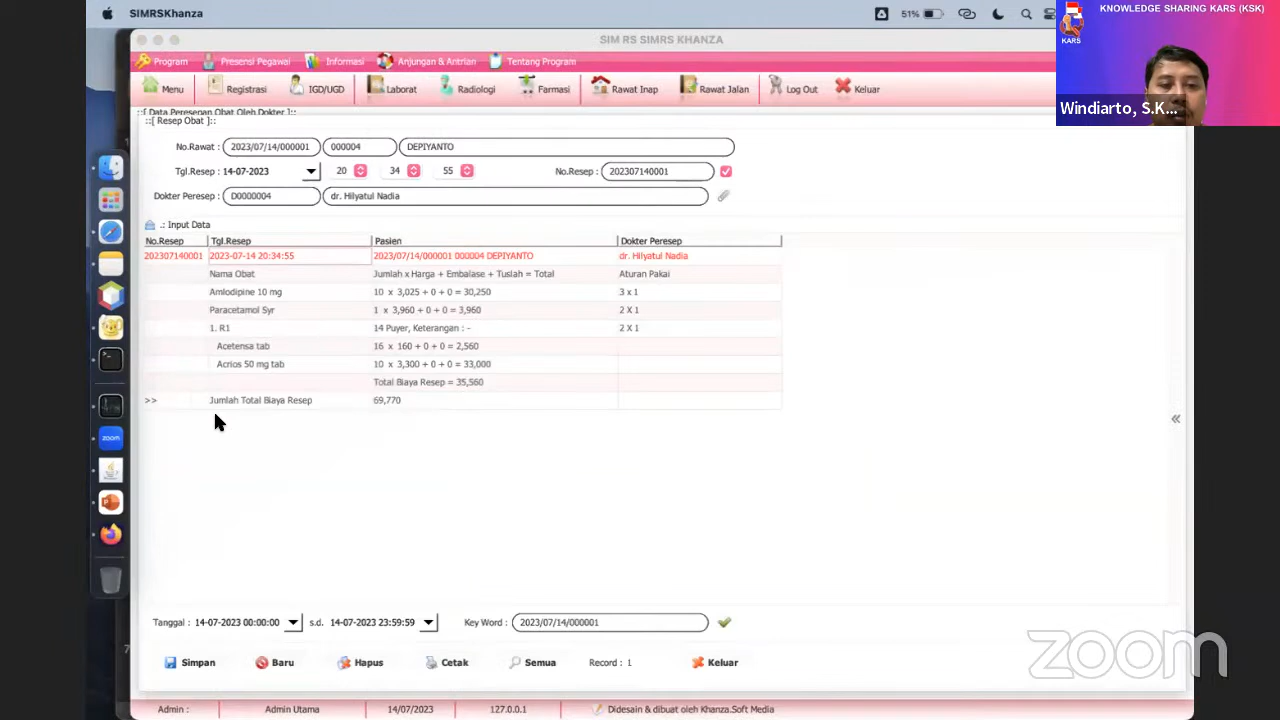 SIMRSKhanza
51%
KNOWLEDGE SHARING KARS (KSK)
KARS
Windiarto, S.K...
SIM RS SIMRS KHANZA
Program Presensi Pegawai Informasi Anjungan & Antrian Tentang Program
Menu Registrasi IGD/UGD Laborat Radiologi Farmasi Rawat Inap Rawat Jalan Log Out Keluar
::[ Data Peresepan Obat Oleh Dokter ]::
::[ Resep Obat ]::
No.Rawat : 2023/07/14/000001 000004 DEPIYANTO
Tgl.Resep : 14-07-2023 20 34 55 No.Resep : 202307140001
Dokter Peresep : D0000004 dr. Hilyatul Nadia
.: Input Data
No.Resep Tgl.Resep Pasien Dokter Peresep
202307140001 2023-07-14 20:34:55 2023/07/14/000001 000004 DEPIYANTO dr. Hilyatul Nadia
Nama Obat Jumlah x Harga + Embalase + Tuslah = Total Aturan Pakai
Amlodipine 10 mg 10 x 3,025 + 0 + 0 = 30,250 3 x 1
Paracetamol Syr 1 x 3,960 + 0 + 0 = 3,960 2 X 1
1. R1 14 Puyer, Keterangan : - 2 X 1
Acetensa tab 16 x 160 + 0 + 0 = 2,560
Acrios 50 mg tab 10 x 3,300 + 0 + 0 = 33,000
Total Biaya Resep = 35,560
>> Jumlah Total Biaya Resep 69,770
Tanggal : 14-07-2023 00:00:00 s.d. 14-07-2023 23:59:59 Key Word : 2023/07/14/000001
Simpan Baru Hapus Cetak Semua Record : 1 Keluar
Admin : Admin Utama 14/07/2023 127.0.0.1 Didesain & dibuat oleh Khanza.Soft Media
zoom
zoom